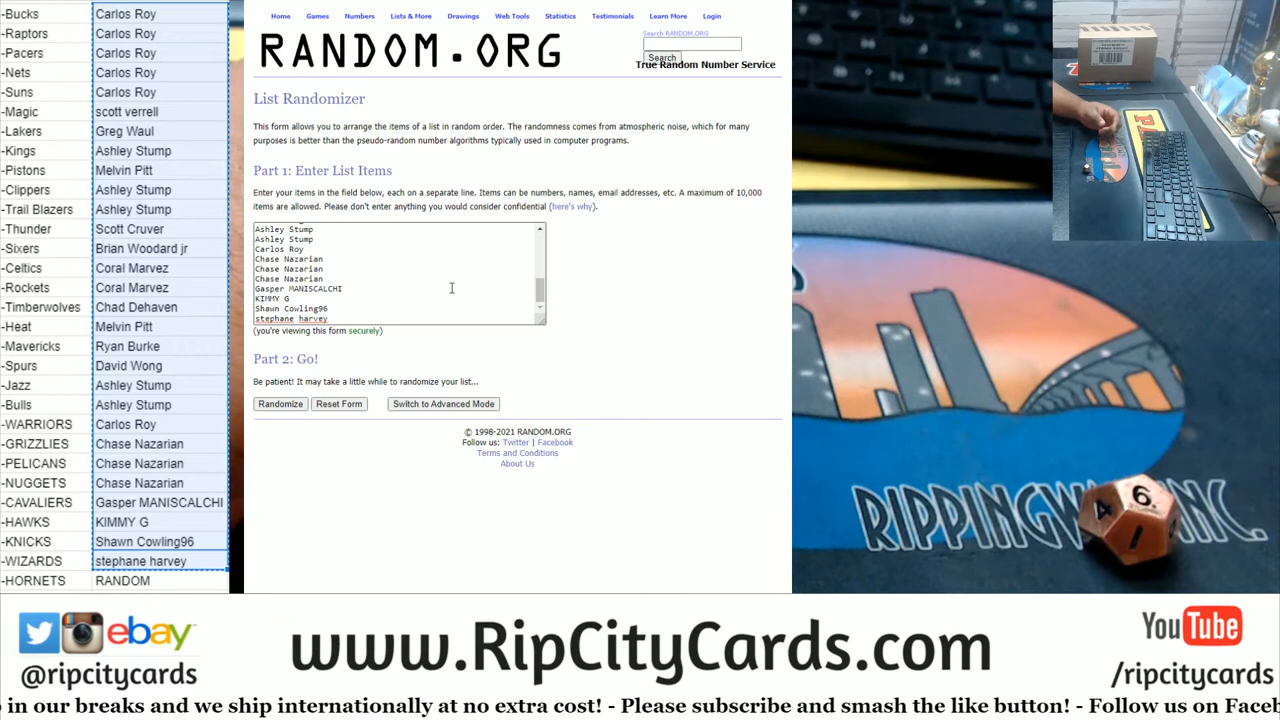 -Bucks Carlos Roy
-Raptors Carlos Roy
-Pacers Carlos Roy
-Nets Carlos Roy
-Suns Carlos Roy
-Magic scott verrell
-Lakers Greg Waul
-Kings Ashley Stump
-Pistons Melvin Pitt
-Clippers Ashley Stump
-Trail Blazers Ashley Stump
-Thunder Scott Cruver
-Sixers Brian Woodard jr
-Celtics Coral Marvez
-Rockets Coral Marvez
-Timberwolves Chad Dehaven
-Heat Melvin Pitt
-Mavericks Ryan Burke
-Spurs David Wong
-Jazz Ashley Stump
-Bulls Ashley Stump
-WARRIORS Carlos Roy
-GRIZZLIES Chase Nazarian
-PELICANS Chase Nazarian
-NUGGETS Chase Nazarian
-CAVALIERS Gasper MANISCALCHI
-HAWKS KIMMY G
-KNICKS Shawn Cowling96
-WIZARDS stephane harvey
-HORNETS RANDOM
Home Games Numbers Lists & More Drawings Web Tools Statistics Testimonials Learn More Login
RANDOM.ORG
Search RANDOM.ORG
Search
True Random Number Service
List Randomizer
This form allows you to arrange the items of a list in random order. The randomness comes from atmospheric noise, which for many
purposes is better than the pseudo-random number algorithms typically used in computer programs.
Part 1: Enter List Items
Enter your items in the field below, each on a separate line. Items can be numbers, names, email addresses, etc. A maximum of 10,000
items are allowed. Please don't enter anything you would consider confidential (here's why).
Ashley Stump
Ashley Stump
Carlos Roy
Chase Nazarian
Chase Nazarian
Chase Nazarian
Gasper MANISCALCHI
KIMMY G
Shawn Cowling96
stephane harvey
(you're viewing this form securely)
Part 2: Go!
Be patient! It may take a little while to randomize your list...
Randomize Reset Form Switch to Advanced Mode
© 1998-2021 RANDOM.ORG
Follow us: Twitter | Facebook
Terms and Conditions
About Us
4 6 1
ebay
@ripcitycards
www.RipCityCards.com
YouTube
/ripcitycards
in our breaks and we ship internationally at no extra cost! - Please subscribe and smash the like button! - Follow us on